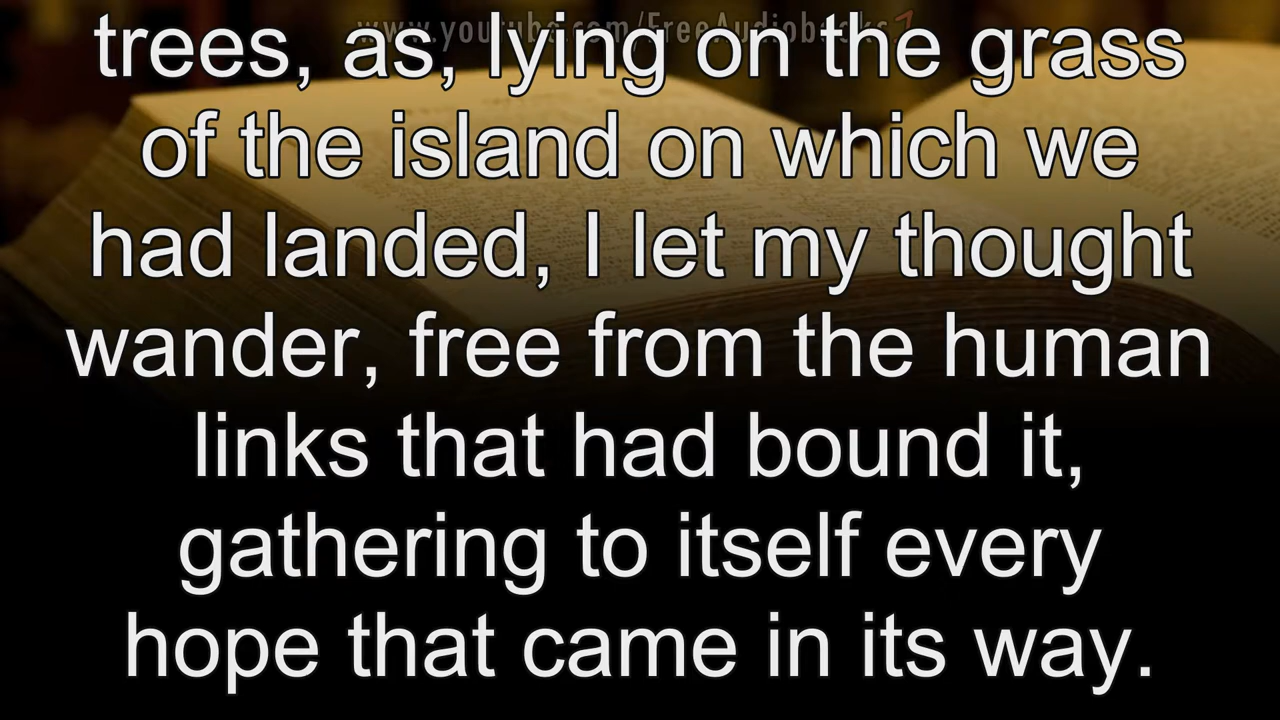 www.youtube.com/FreeAudiobooks7
trees, as, lying on the grass
of the island on which we
had landed, I let my thought
wander, free from the human
links that had bound it,
gathering to itself every
hope that came in its way.